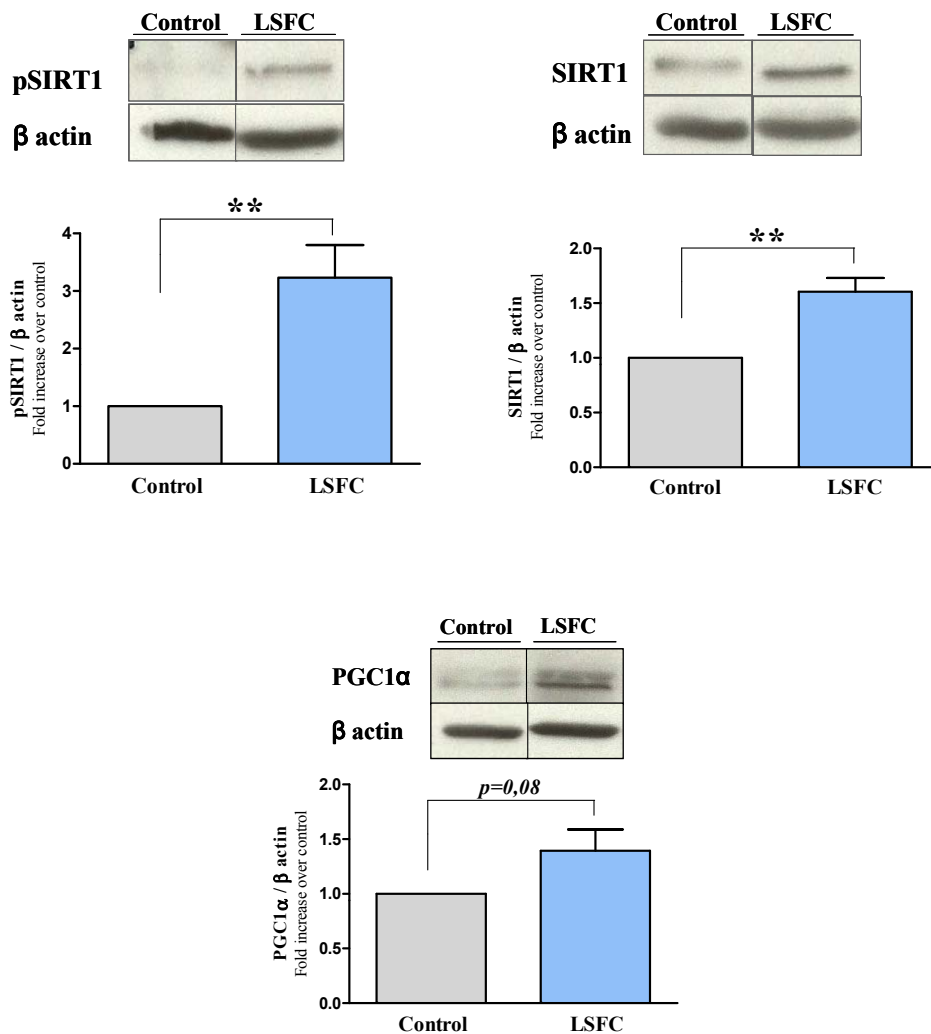 Control LSFC
pSIRT1
β actin
**
4
3
2
1
0
pSIRT1 / β actin
Fold increase over control
Control LSFC
Control LSFC
SIRT1
β actin
**
2.0
1.5
1.0
0.5
0.0
SIRT1 / β actin
Fold increase over control
Control LSFC
Control LSFC
PGC1α
β actin
p=0,08
2.0
1.5
1.0
0.5
0.0
PGC1α / β actin
Fold increase over control
Control LSFC